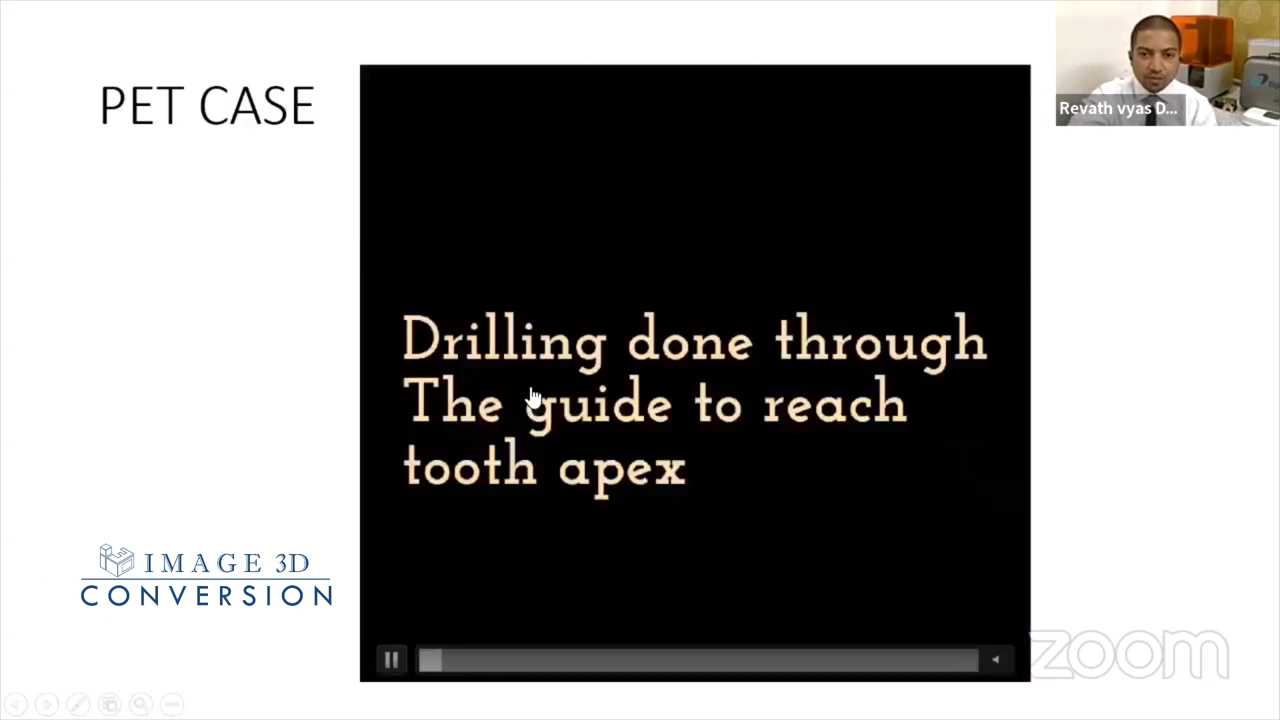 PET CASE
Revath vyas D...
Drilling done through
The guide to reach
tooth apex
IMAGE 3D
CONVERSION
zoom